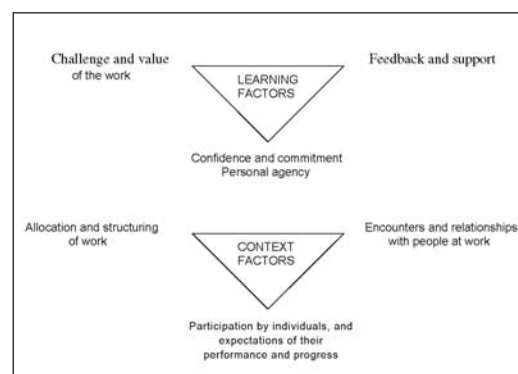 Challenge and value
of the work
Feedback and support
LEARNING
FACTORS
Confidence and commitment
Personal agency
Allocation and structuring
of work
Encounters and relationships
with people at work
CONTEXT
FACTORS
Participation by individuals, and
expectations of their
performance and progress